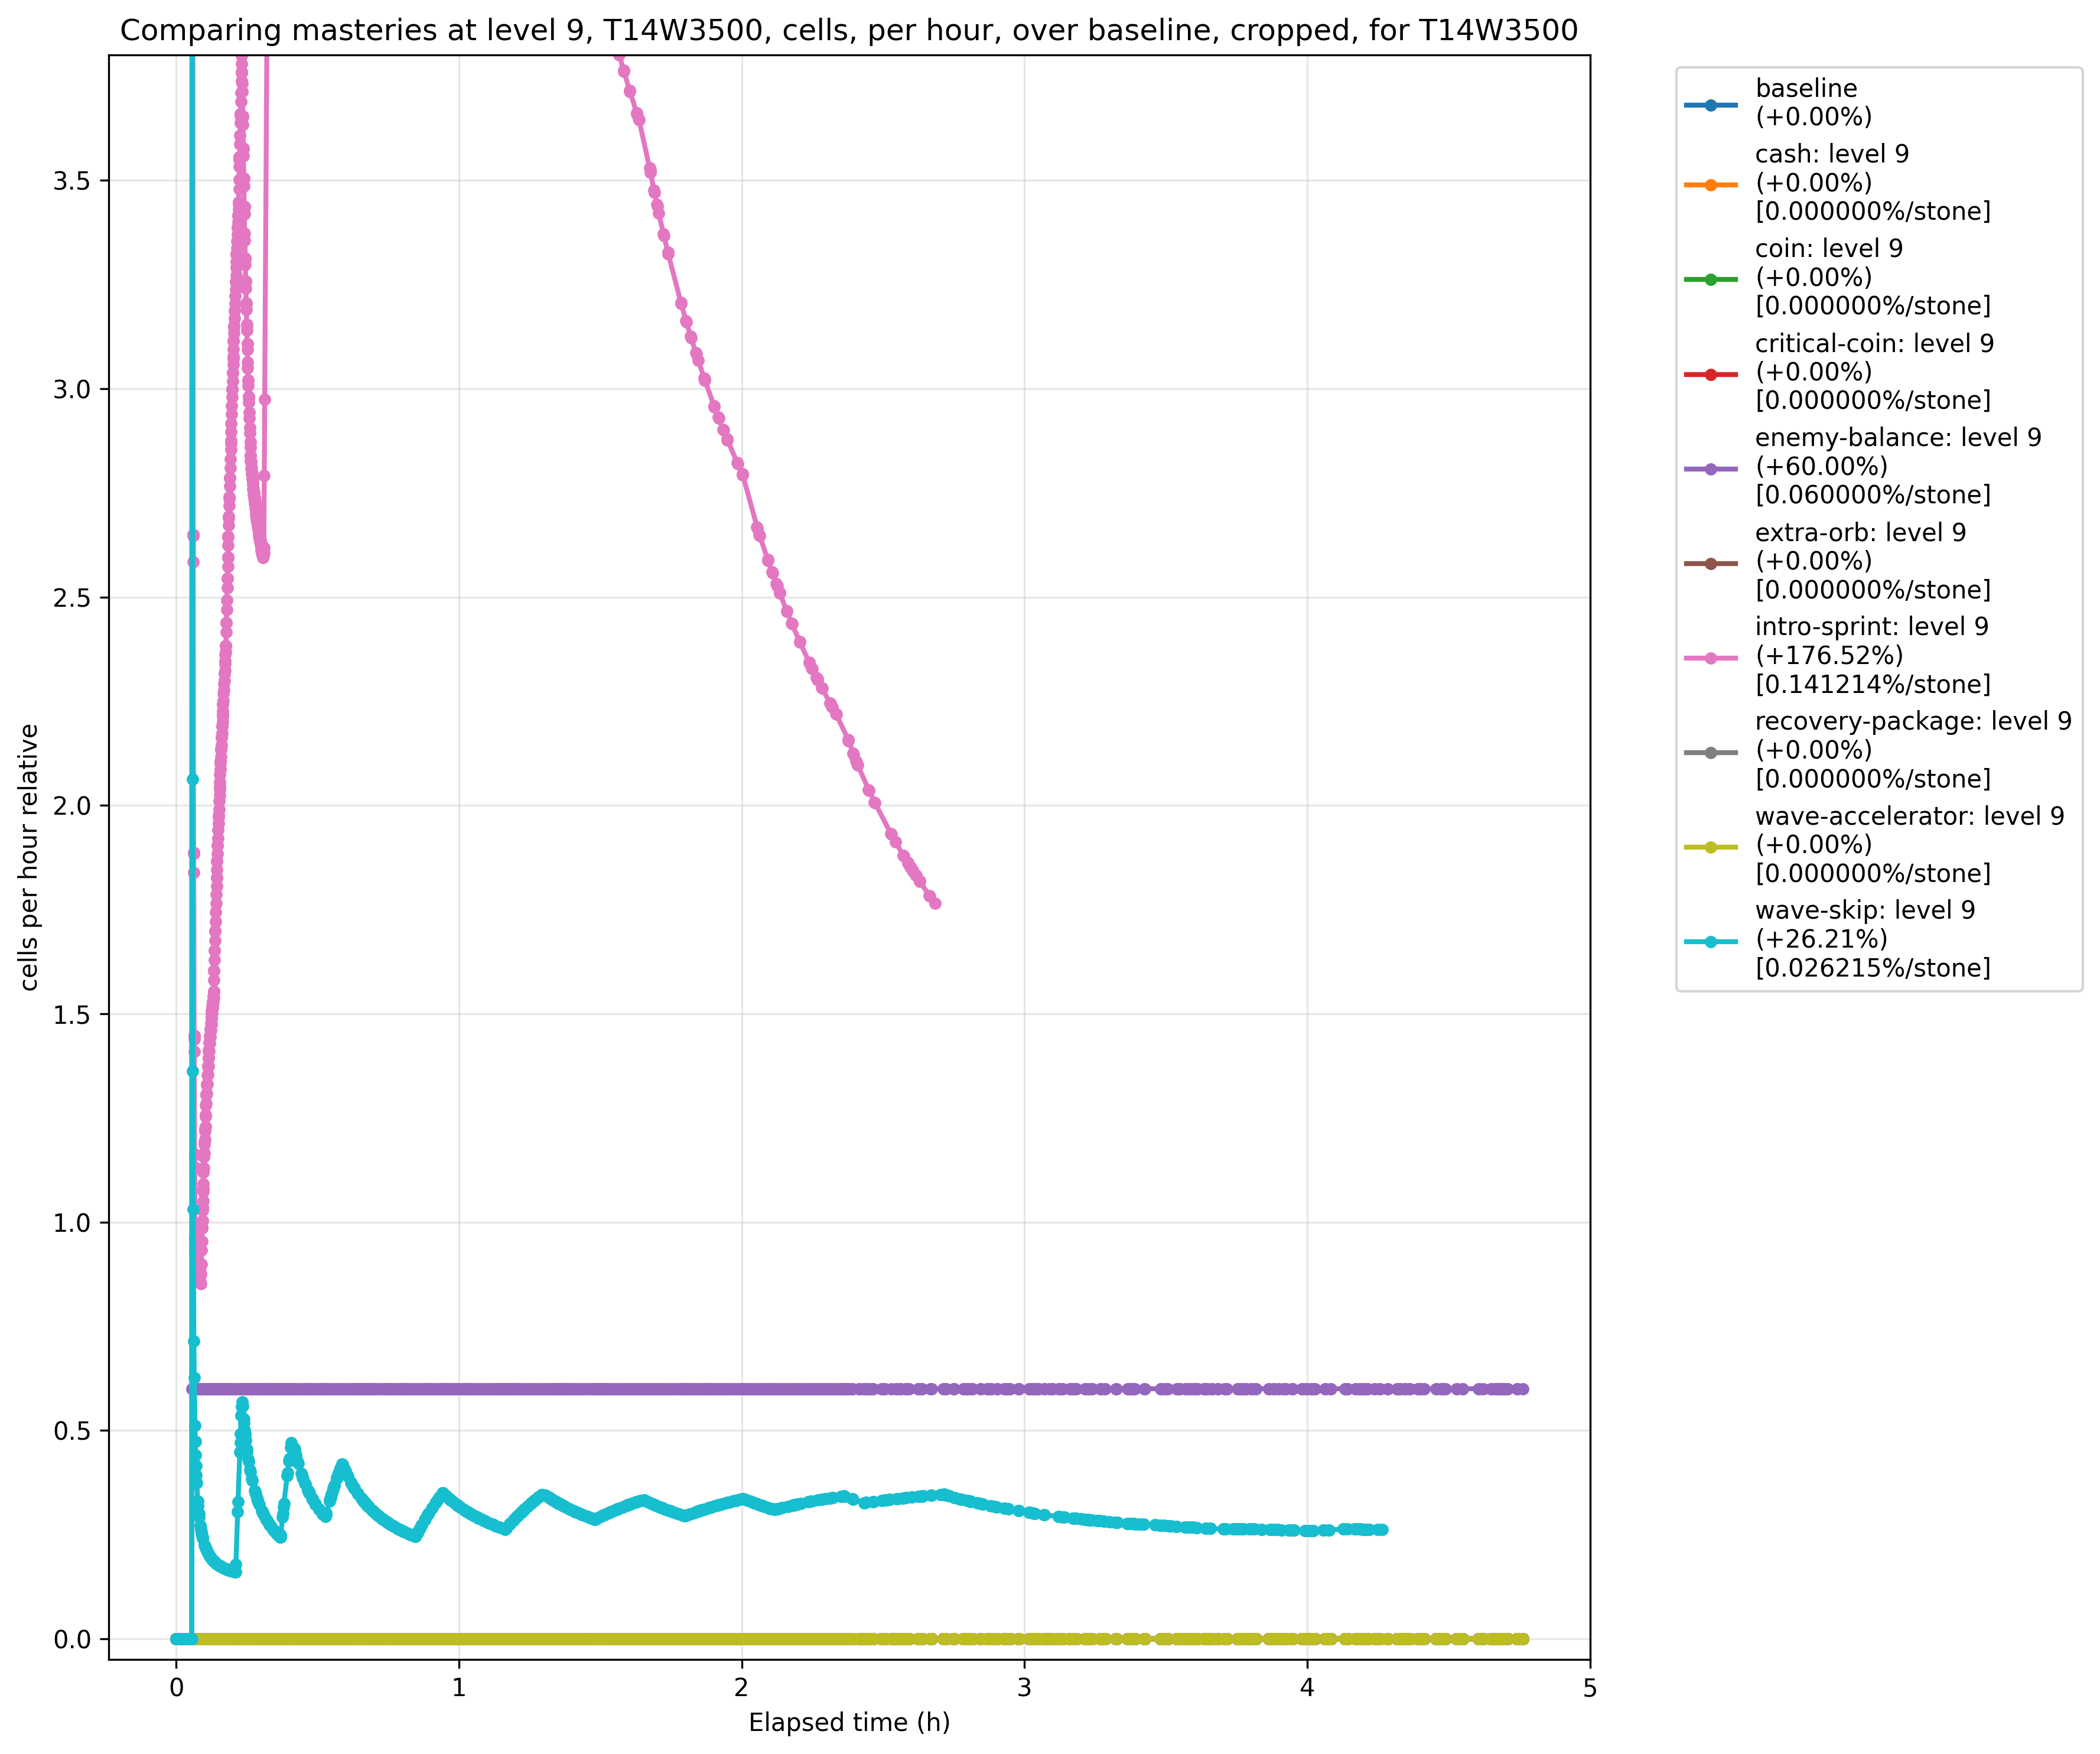 Comparing masteries at level 9, T14W3500, cells, per hour, over baseline, cropped, for T14W3500
cells per hour relative
3.5
3.0
2.5
2.0
1.5
1.0
0.5
0.0
0
1
2
3
4
5
Elapsed time (h)
baseline
(+0.00%)
cash: level 9
(+0.00%)
[0.000000%/stone]
coin: level 9
(+0.00%)
[0.000000%/stone]
critical-coin: level 9
(+0.00%)
[0.000000%/stone]
enemy-balance: level 9
(+60.00%)
[0.060000%/stone]
extra-orb: level 9
(+0.00%)
[0.000000%/stone]
intro-sprint: level 9
(+176.52%)
[0.141214%/stone]
recovery-package: level 9
(+0.00%)
[0.000000%/stone]
wave-accelerator: level 9
(+0.00%)
[0.000000%/stone]
wave-skip: level 9
(+26.21%)
[0.026215%/stone]